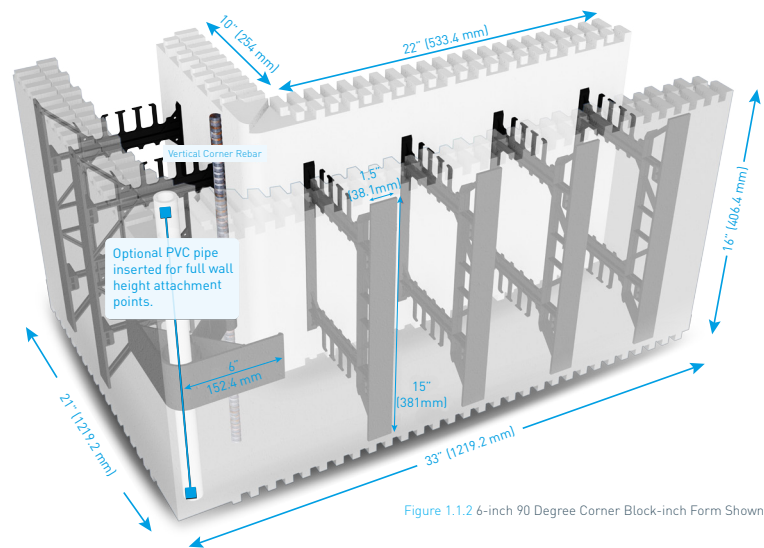 10" (254 mm)
22" (533.4 mm)
Vertical Corner Rebar
1.5"
(38.1mm)
16" (406.4 mm)
Optional PVC pipe
inserted for full wall
height attachment
points.
6"
152.4 mm
15"
(381mm)
21" (1219.2 mm)
33" (1219.2 mm)
Figure 1.1.2 6-inch 90 Degree Corner Block-inch Form Shown